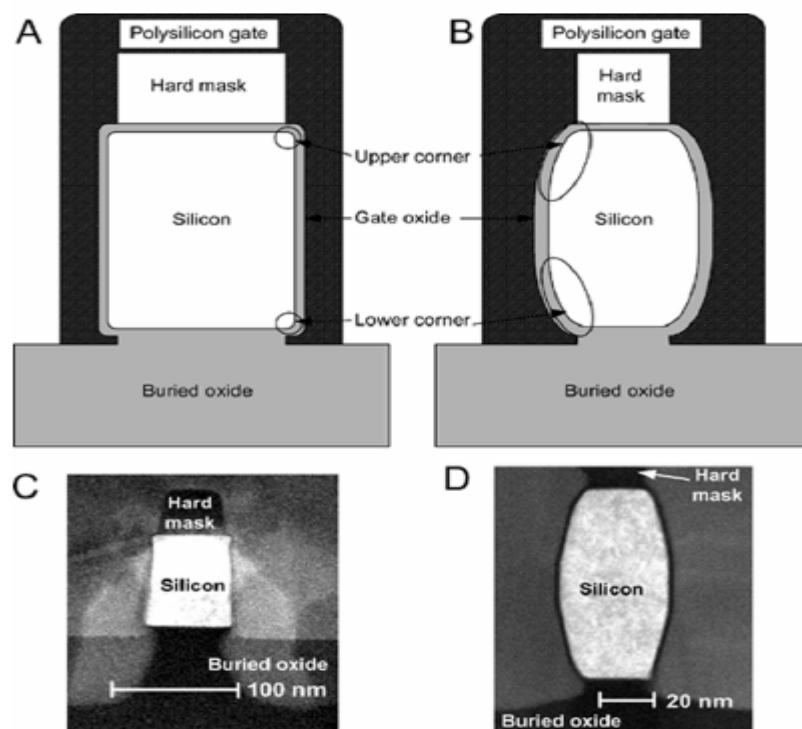 A
Polysilicon gate
Hard mask
Silicon
Buried oxide
Upper corner
Gate oxide
Lower corner
B
Polysilicon gate
Hard
mask
Silicon
Buried oxide
C
Hard
mask
Silicon
Buried oxide
100 nm
D
Hard
mask
Silicon
20 nm
Buried oxide